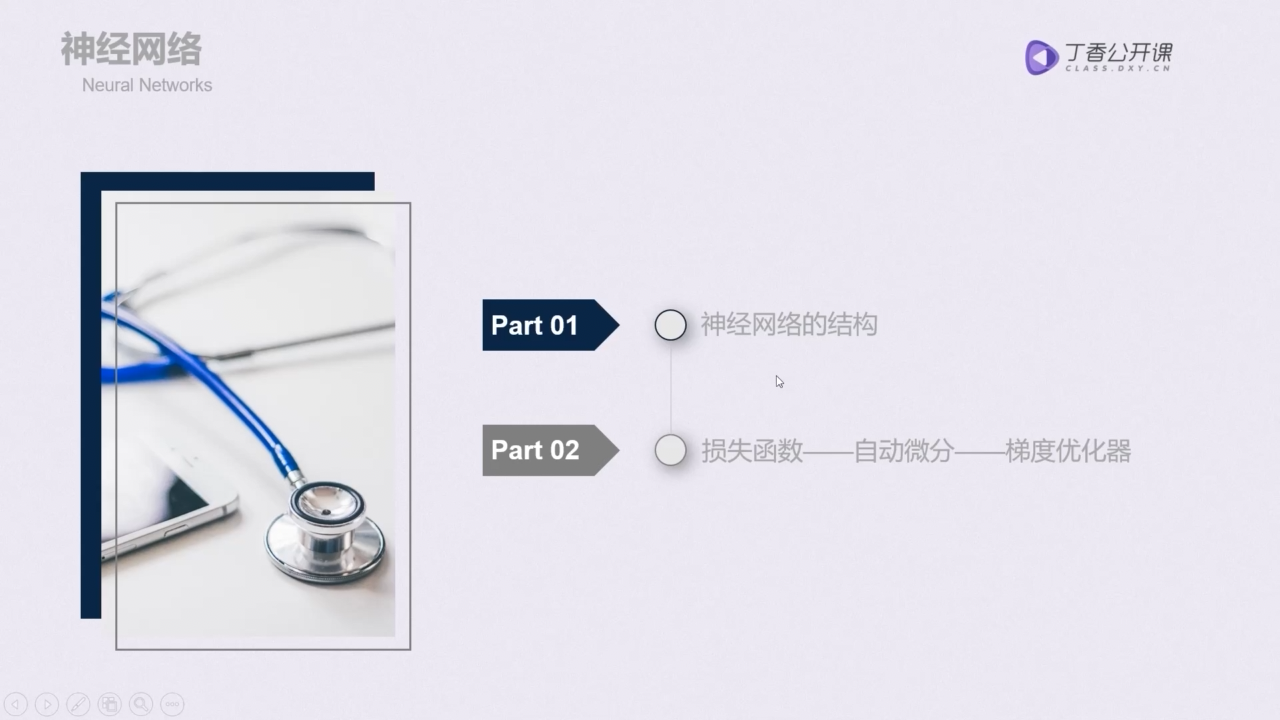 神经网络
Neural Networks
丁香公开课
CLASS.DXY.CN
Part 01
神经网络的结构
Part 02
损失函数——自动微分——梯度优化器